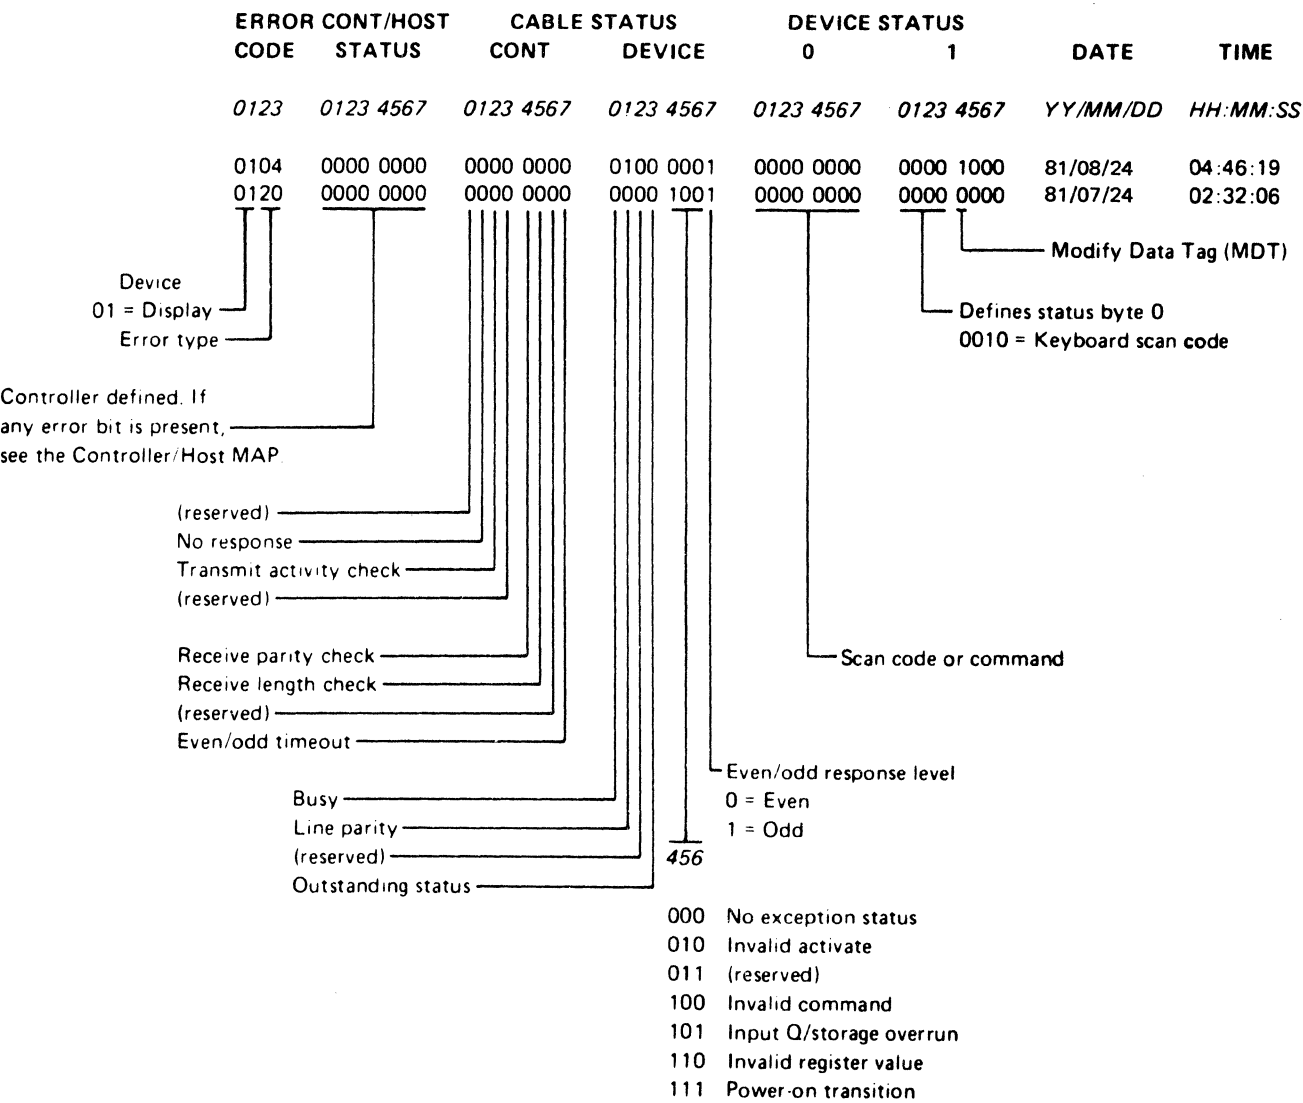 ERROR CONT/HOST CABLE STATUS DEVICE STATUS
CODE STATUS CONT DEVICE 0 1 DATE TIME
0123 0123 4567 0123 4567 0123 4567 0123 4567 0123 4567 YY/MM/DD HH:MM:SS
0104 0000 0000 0000 0000 0100 0001 0000 0000 0000 1000 81/08/24 04:46:19
0120 0000 0000 0000 0000 0000 1001 0000 0000 0000 0000 81/07/24 02:32:06
Modify Data Tag (MDT)
Device
01 = Display
Error type
Defines status byte 0
0010 = Keyboard scan code
Controller defined. If
any error bit is present,
see the Controller/Host MAP.
(reserved)
No response
Transmit activity check
(reserved)
Receive parity check
Receive length check
(reserved)
Even/odd timeout
Scan code or command
Even/odd response level
0 = Even
1 = Odd
Busy
Line parity
(reserved)
Outstanding status
456
000 No exception status
010 Invalid activate
011 (reserved)
100 Invalid command
101 Input Q/storage overrun
110 Invalid register value
111 Power-on transition